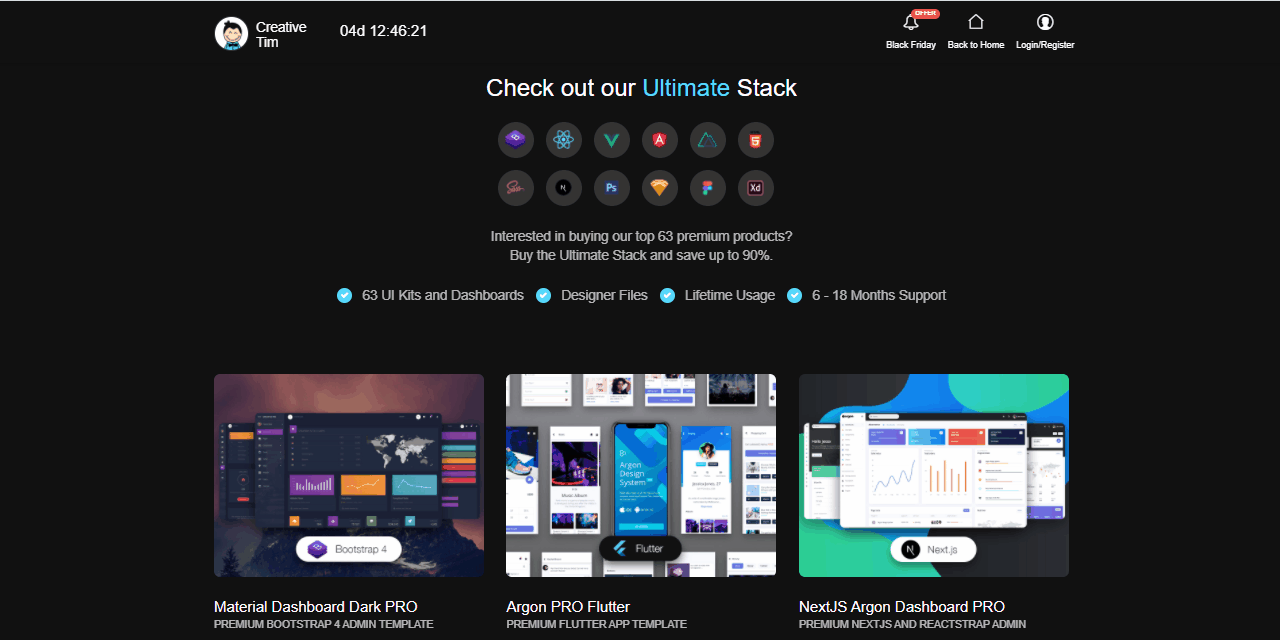 Creative
Tim
04d 12:46:21
OFFER
Black Friday
Back to Home
Login/Register
Check out our Ultimate Stack
Ps
Xd
Interested in buying our top 63 premium products?
Buy the Ultimate Stack and save up to 90%.
63 UI Kits and Dashboards
Designer Files
Lifetime Usage
6 - 18 Months Support
Bootstrap 4
Argon
Design
System
Music Album
Flutter
Next.js
Material Dashboard Dark PRO
PREMIUM BOOTSTRAP 4 ADMIN TEMPLATE
Argon PRO Flutter
PREMIUM FLUTTER APP TEMPLATE
NextJS Argon Dashboard PRO
PREMIUM NEXTJS AND REACTSTRAP ADMIN